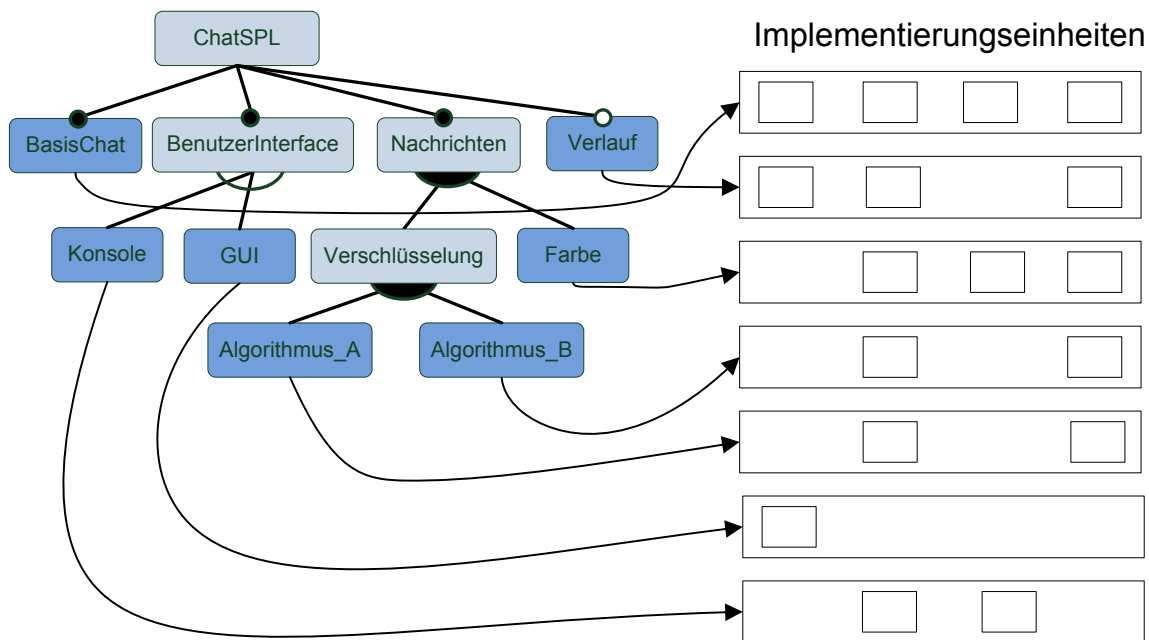 ChatSPL
Implementierungseinheiten
BasisChat
BenutzerInterface
Nachrichten
Verlauf
Konsole
GUI
Verschlüsselung
Farbe
Algorithmus_A
Algorithmus_B